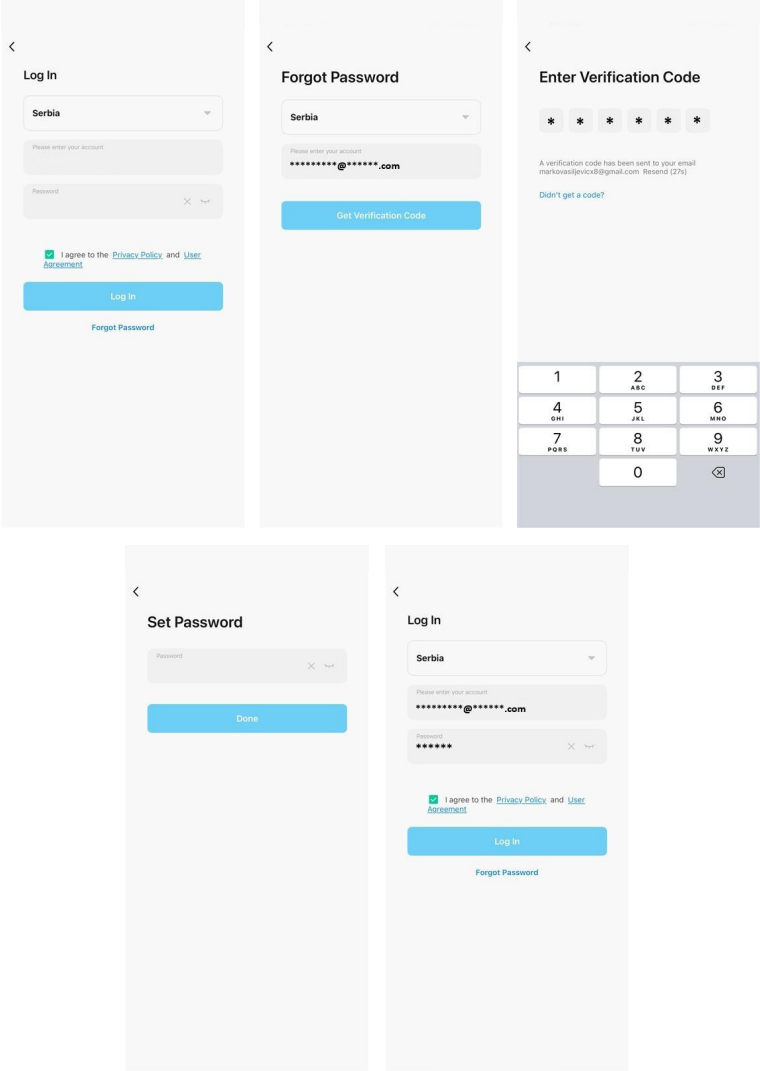 Log In
Serbia
Please enter your account
Password
I agree to the Privacy Policy and User
Agreement
Log In
Forgot Password
Forgot Password
Serbia
Please enter your account
*********@******.com
Get Verification Code
Enter Verification Code
* * * * * *
A verification code has been sent to your email
markovasiljevicx8@gmail.com Resend (27s)
Didn't get a code?
1
2
ABC
3
DEF
4
GHI
5
JKL
6
MNO
7
PQRS
8
TUV
9
WXYZ
0
Set Password
Password
Done
Log In
Serbia
Please enter your account
*********@******.com
Password
******
I agree to the Privacy Policy and User
Agreement
Log In
Forgot Password